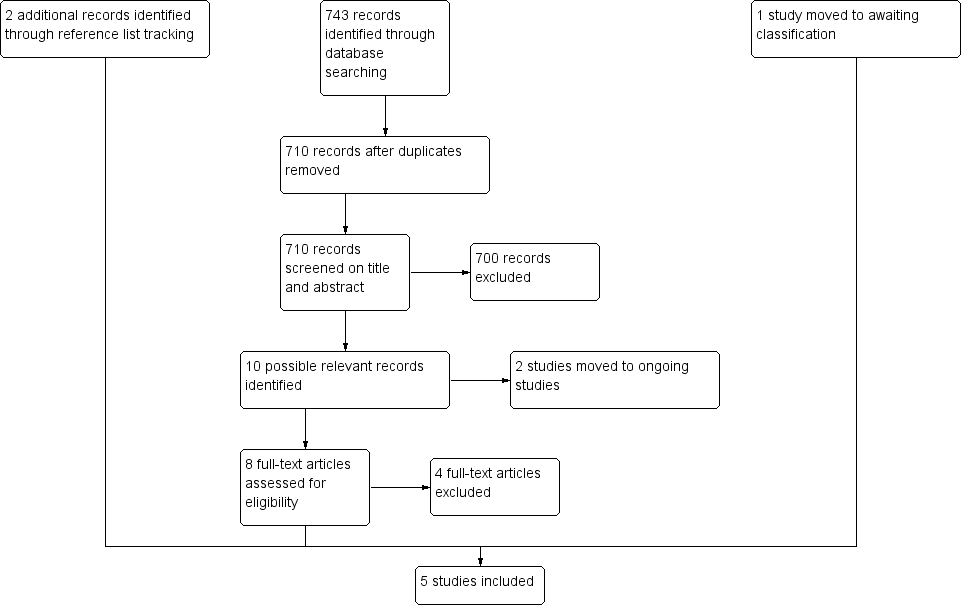 2 additional records identified
through reference list tracking
743 records
identified through
database
searching
1 study moved to awaiting
classification
710 records after duplicates
removed
710 records
screened on title
and abstract
700 records
excluded
10 possible relevant records
identified
2 studies moved to ongoing
studies
8 full-text articles
assessed for
eligibility
4 full-text articles
excluded
5 studies included